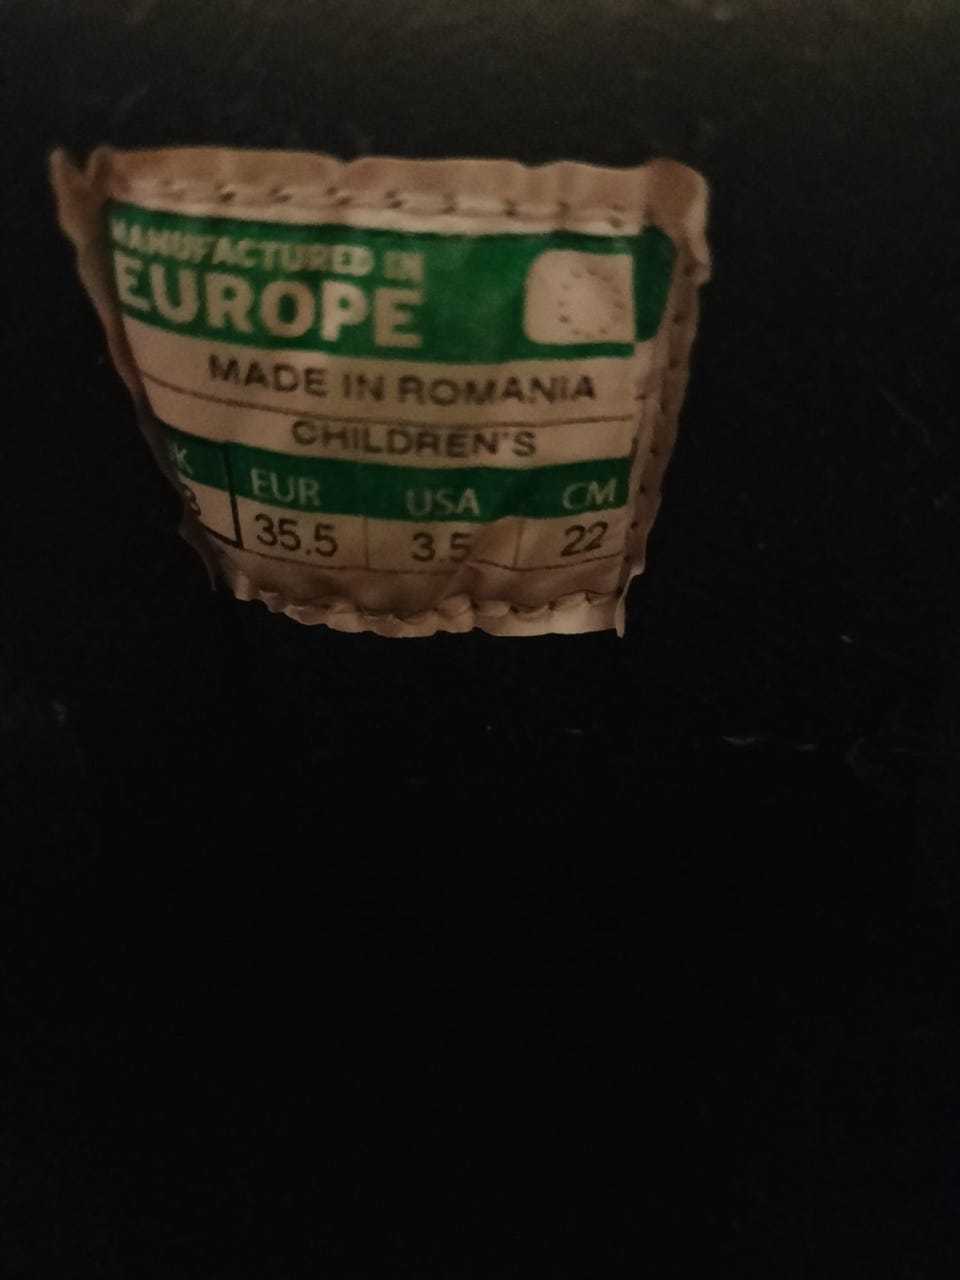 MANUFACTURED IN
EUROPE
MADE IN ROMANIA
CHILDREN'S
EUR USA CM
35.5 3.5 22